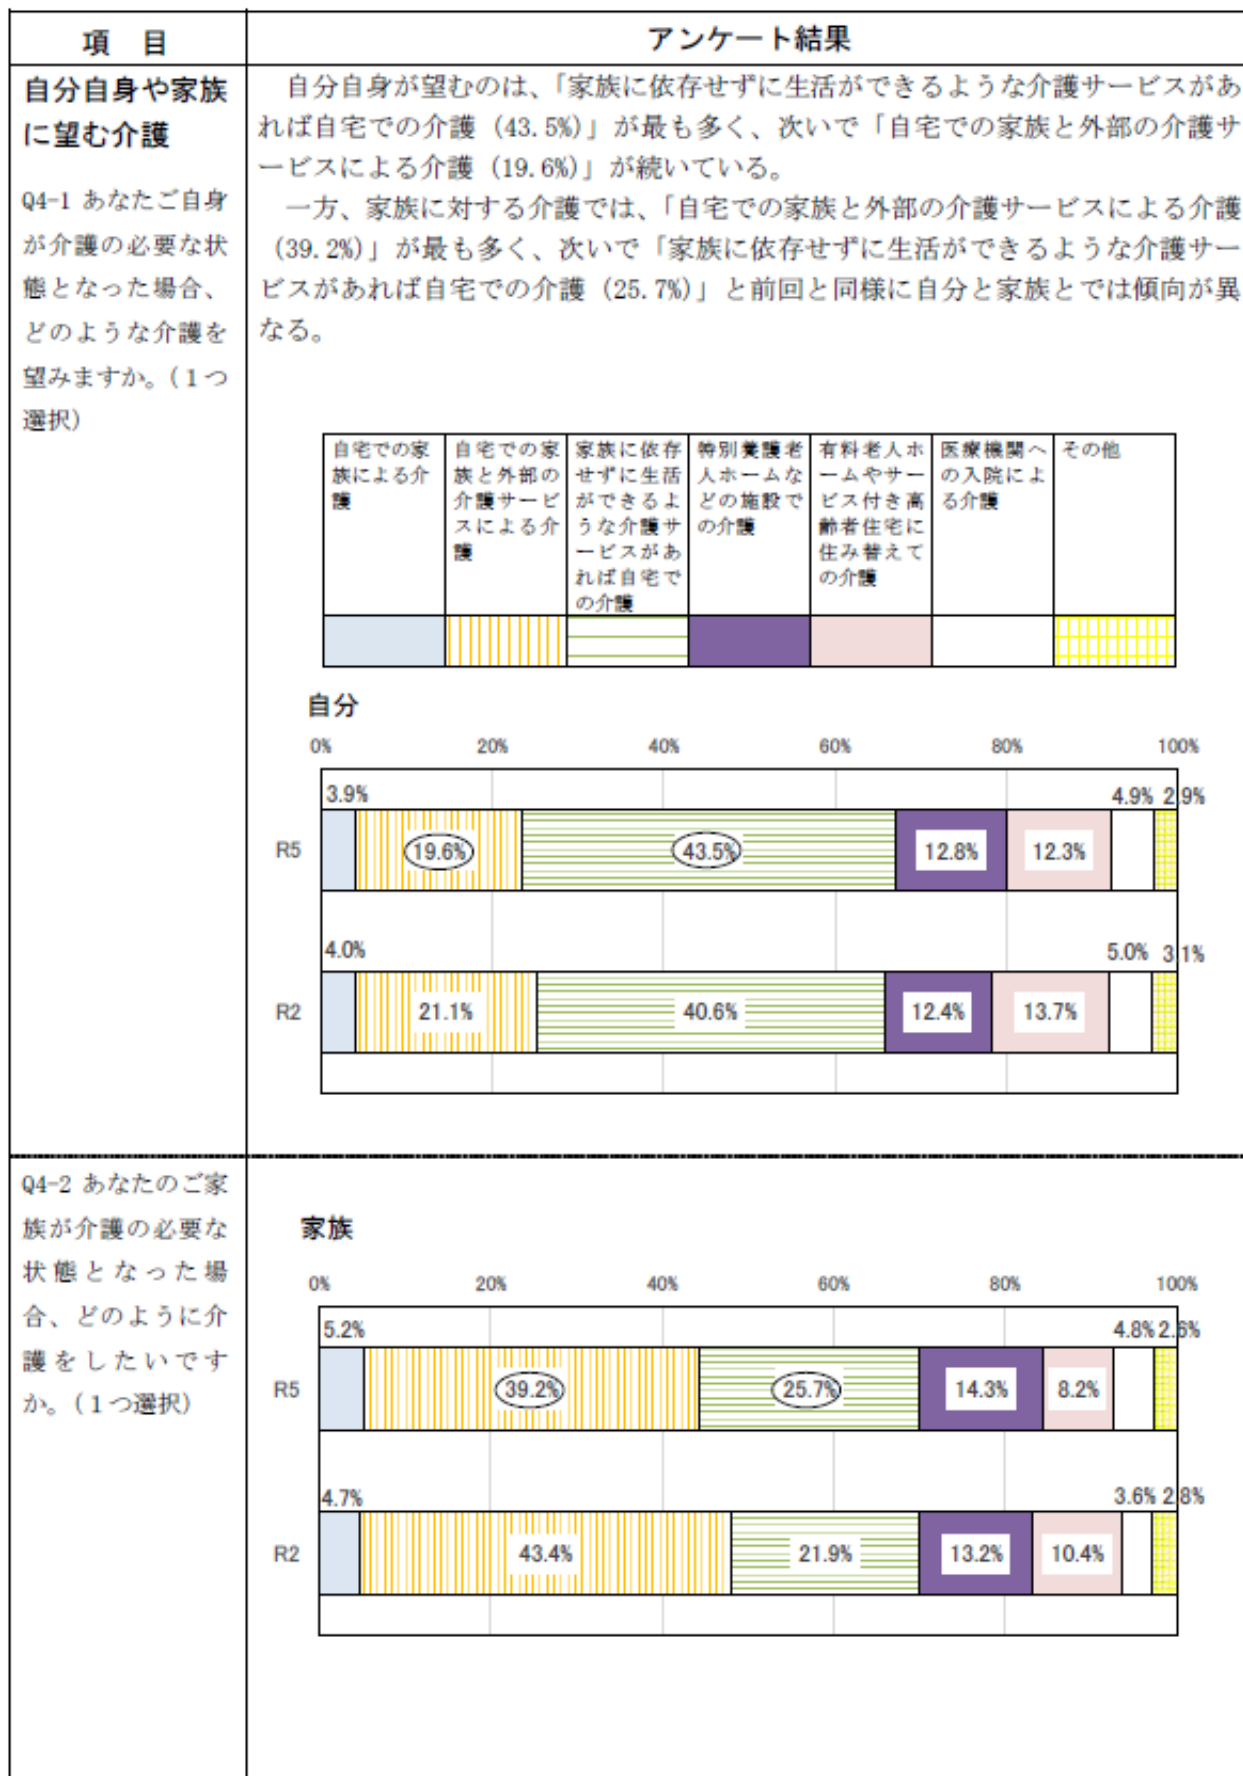 項　目
アンケート結果
自分自身や家族
に望む介護
Q4-1 あなたご自身
が介護の必要な状
態となった場合、
どのような介護を
望みますか。(１つ
選択)
自分自身が望むのは、「家族に依存せずに生活ができるような介護サービスがあ
れば自宅での介護（43.5%)」が最も多く、次いで「自宅での家族と外部の介護サ
ービスによる介護（19.6%)」が続いている。
一方、家族に対する介護では、「自宅での家族と外部の介護サービスによる介護
（39.2%)」が最も多く、次いで「家族に依存せずに生活ができるような介護サー
ビスがあれば自宅での介護（25.7%)」と前回と同様に自分と家族とでは傾向が異
なる。
自宅での家
族による介
護
自宅での家
族と外部の
介護サービ
スによる介
護
家族に依存
せずに生活
ができるよ
うな介護サ
ービスがあ
れば自宅で
の介護
特別養護老
人ホームな
どの施設で
の介護
有料老人ホ
ームやサー
ビス付き高
齢者住宅に
住み替えて
の介護
医療機関へ
の入院によ
る介護
その他
自分
0% 20% 40% 60% 80% 100%
3.9% 4.9% 2.9%
R5 19.6% 43.5% 12.8% 12.3%
4.0% 5.0% 3.1%
R2 21.1% 40.6% 12.4% 13.7%
Q4-2 あなたのご家
族が介護の必要な
状態となった場
合、どのように介
護をしたいです
か。(１つ選択)
家族
0% 20% 40% 60% 80% 100%
5.2% 4.8% 2.6%
R5 39.2% 25.7% 14.3% 8.2%
4.7% 3.6% 2.8%
R2 43.4% 21.9% 13.2% 10.4%